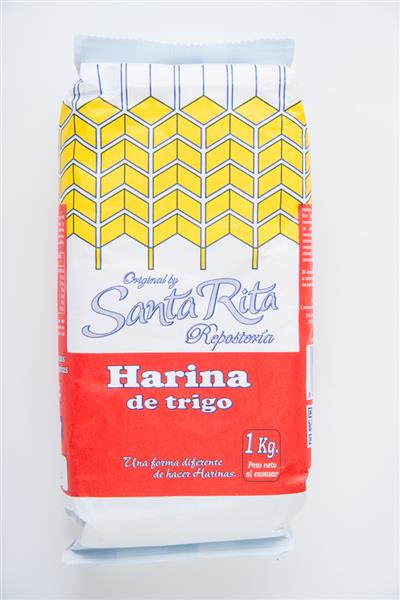 Original by
Santa Rita
Repostería
Harina
de trigo
1 Kg.
Peso neto
al envasar
Una forma diferente
de hacer Harinas.